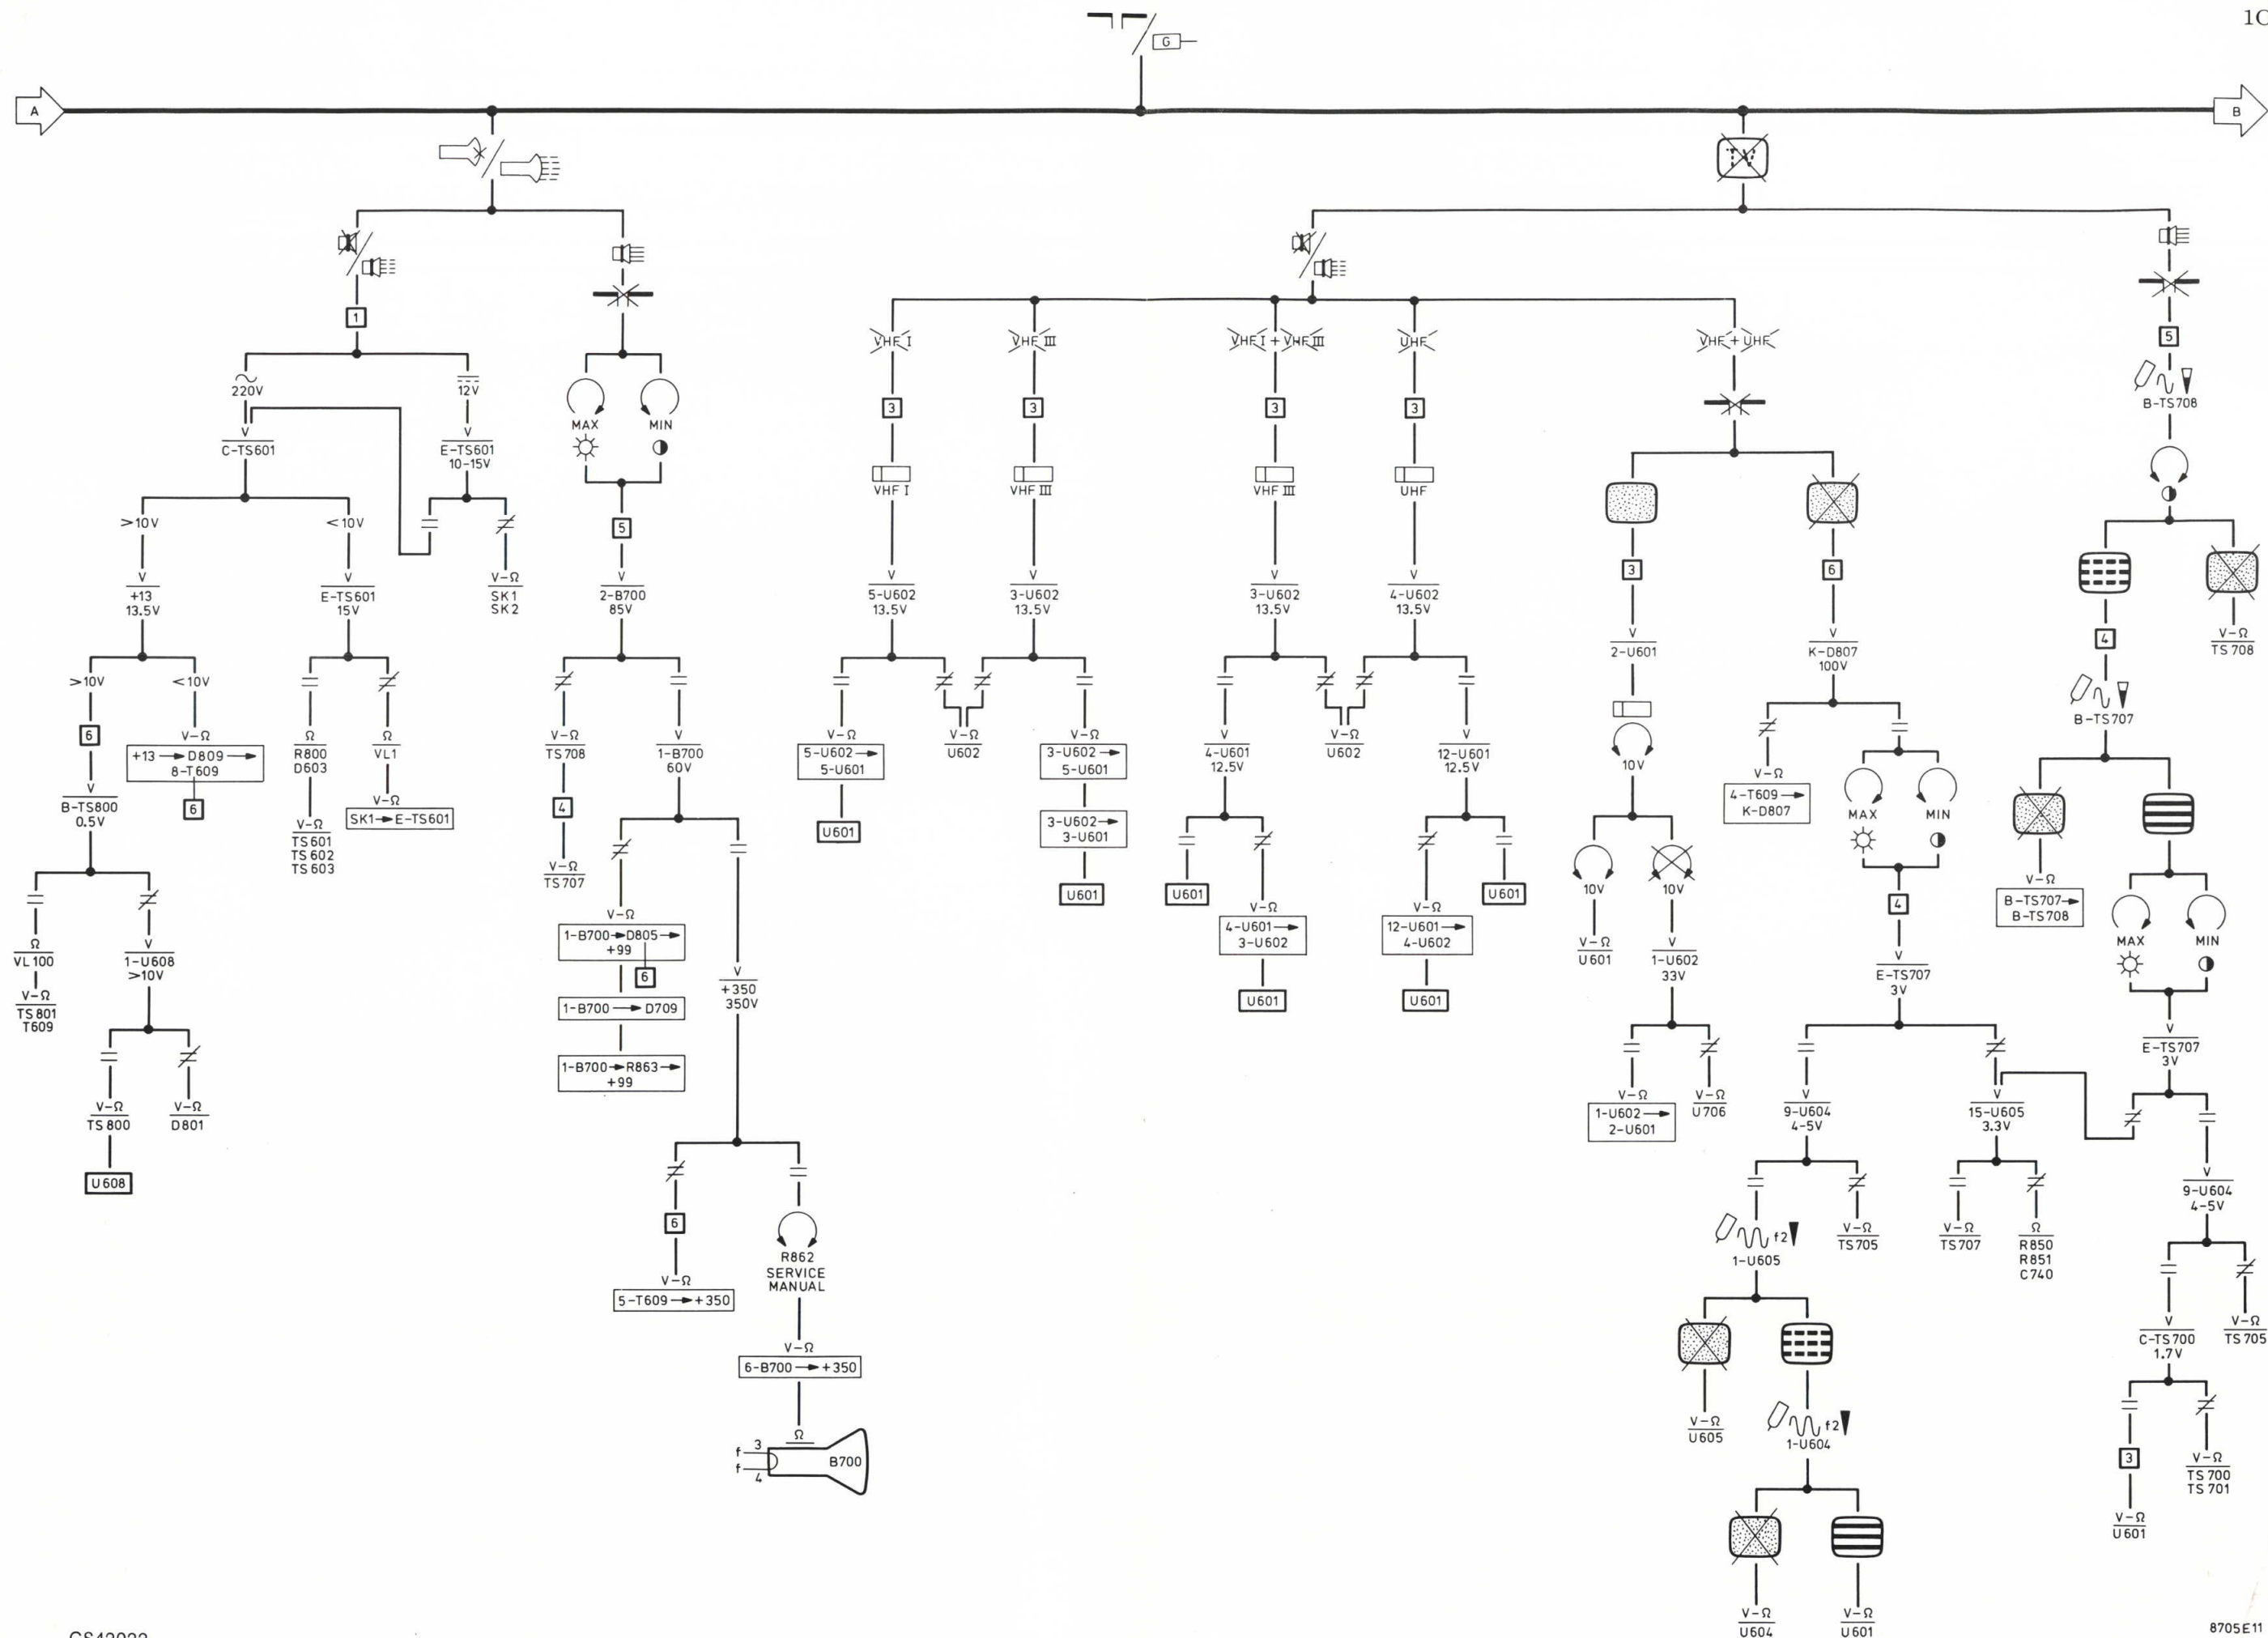 10
G
A
B
TV
1
220V
12V
V
C-TS601
V
E-TS601
10-15V
>10V
<10V
V
+13
13.5V
V
E-TS601
15V
V-Ω
SK1
SK2
>10V
<10V
6
V-Ω
+13 → D809 →
8-T609
6
V
B-TS800
0.5V
Ω
R800
D603
V-Ω
TS601
TS602
TS603
Ω
VL1
V-Ω
SK1→E-TS601
Ω
VL100
V-Ω
TS801
T609
V
1-U608
>10V
V-Ω
TS800
U608
V-Ω
D801
MAX
MIN
5
V
2-B700
85V
V-Ω
TS708
4
V-Ω
TS707
V
1-B700
60V
V-Ω
1-B700→D805→
+99
6
1-B700 → D709
1-B700→R863→
+99
V
+350
350V
6
V-Ω
5-T609→+350
R862
SERVICE
MANUAL
V-Ω
6-B700→+350
Ω
f 3
f 4
B700
VHF I
VHF III
VHF I + VHF III
UHF
VHF + UHF
3
3
3
3
VHF I
VHF III
VHF III
UHF
V
5-U602
13.5V
V
3-U602
13.5V
V
3-U602
13.5V
V
4-U602
13.5V
V-Ω
5-U602→
5-U601
U601
V-Ω
U602
V-Ω
3-U602→
5-U601
3-U602→
3-U601
U601
V
4-U601
12.5V
V-Ω
U602
V
12-U601
12.5V
U601
V-Ω
4-U601→
3-U602
U601
V-Ω
12-U601→
4-U602
U601
U601
3
V
2-U601
10V
10V
10V
V-Ω
U601
V
1-U602
33V
V-Ω
1-U602→
2-U601
V-Ω
U706
6
V
K-D807
100V
V-Ω
4-T609→
K-D807
MAX
MIN
4
V
E-TS707
3V
V
9-U604
4-5V
V
15-U605
3.3V
f2
1-U605
V-Ω
TS705
V-Ω
TS707
Ω
R850
R851
C740
V-Ω
U605
f2
1-U604
V-Ω
U604
V-Ω
U601
5
B-TS708
4
V-Ω
TS708
B-TS707
V-Ω
B-TS707→
B-TS708
MAX
MIN
V
E-TS707
3V
V
9-U604
4-5V
V
C-TS700
1.7V
V-Ω
TS705
3
V-Ω
U601
V-Ω
TS700
TS701
8705E11